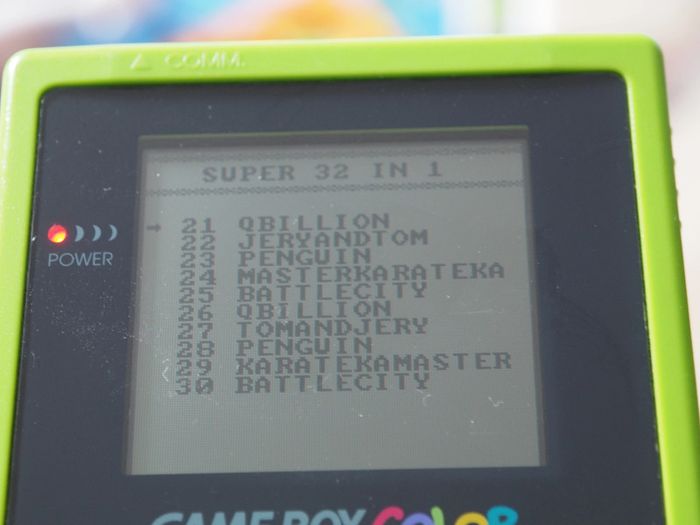 COMM.
SUPER 32 IN 1
21 QBILLION
22 JERYANDTOM
23 PENGUIN
24 MASTERKARATEKA
25 BATTLECITY
26 QBILLION
27 TOMANDJERY
28 PENGUIN
29 KARATEKAMASTER
30 BATTLECITY
POWER
GAME BOY COLOR